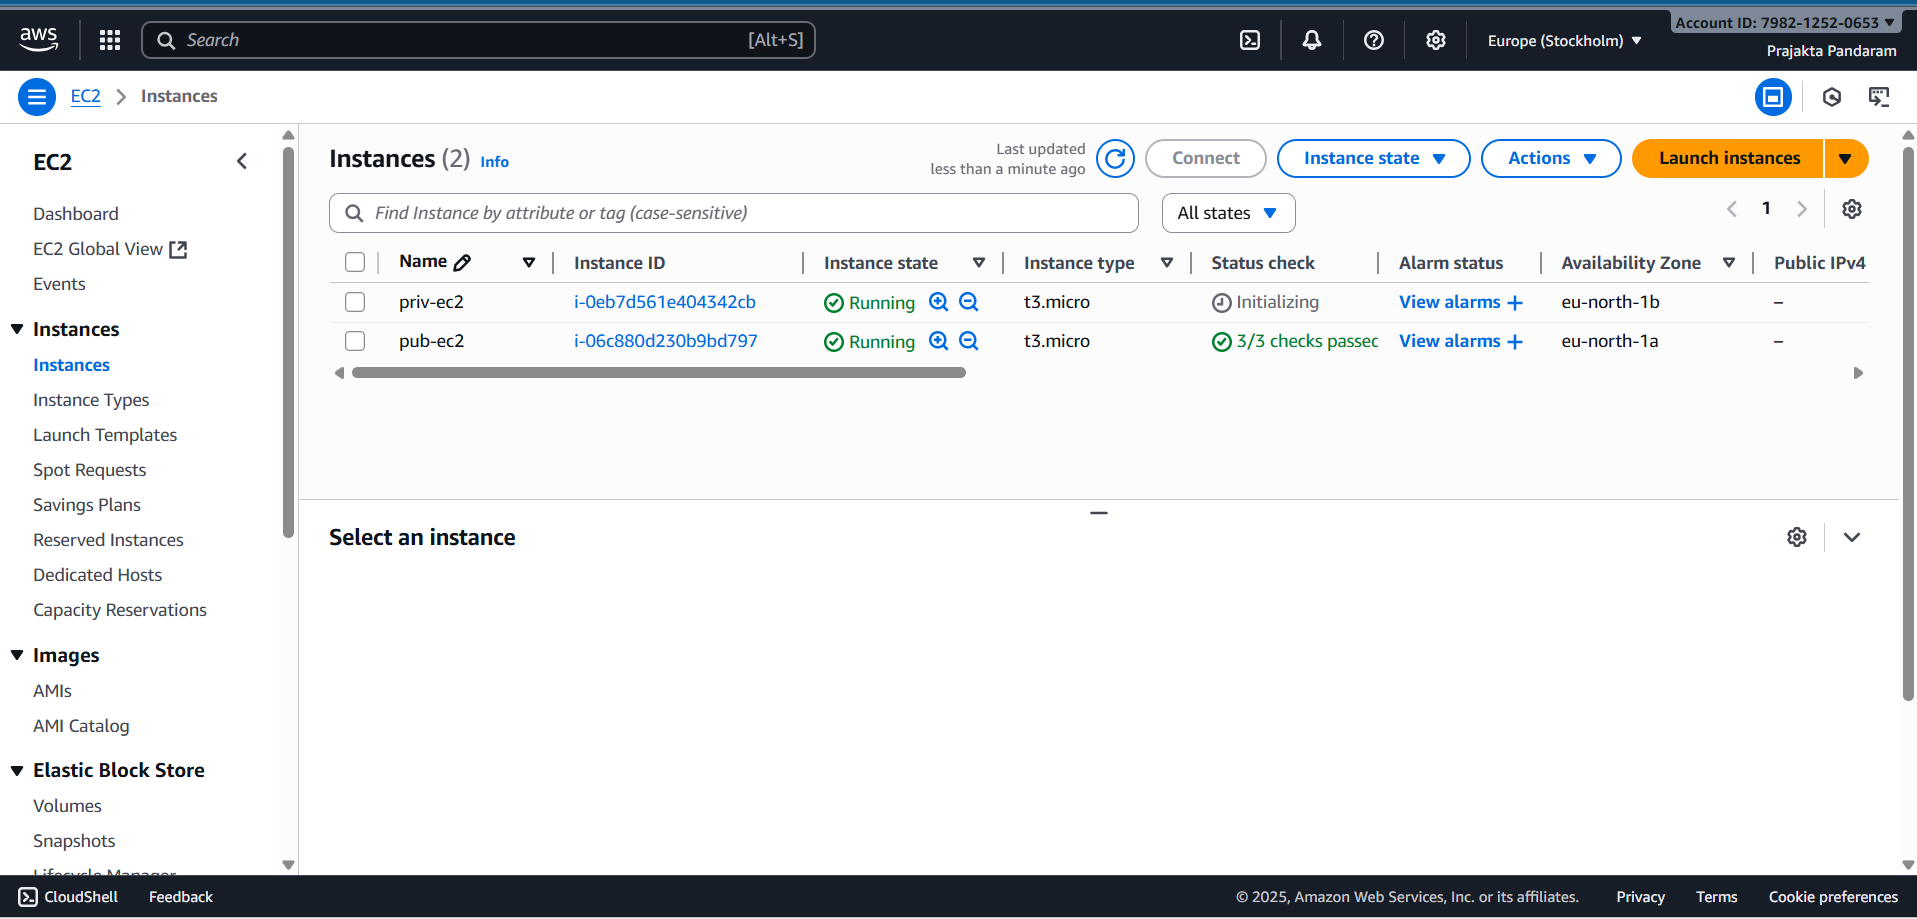 aws
Search [Alt+S]
Europe (Stockholm)
Account ID: 7982-1252-0653
Prajakta Pandaram
EC2 Instances
EC2
Dashboard
EC2 Global View
Events
Instances
Instances
Instance Types
Launch Templates
Spot Requests
Savings Plans
Reserved Instances
Dedicated Hosts
Capacity Reservations
Images
AMIs
AMI Catalog
Elastic Block Store
Volumes
Snapshots
Lifecycle Manager
Instances (2) Info
Last updated
less than a minute ago
Connect Instance state Actions Launch instances
Find Instance by attribute or tag (case-sensitive) All states 1
Name Instance ID Instance state Instance type Status check Alarm status Availability Zone Public IPv4
priv-ec2 i-0eb7d561e404342cb Running t3.micro Initializing View alarms + eu-north-1b –
pub-ec2 i-06c880d230b9bd797 Running t3.micro 3/3 checks passed View alarms + eu-north-1a –
Select an instance
CloudShell Feedback © 2025, Amazon Web Services, Inc. or its affiliates. Privacy Terms Cookie preferences